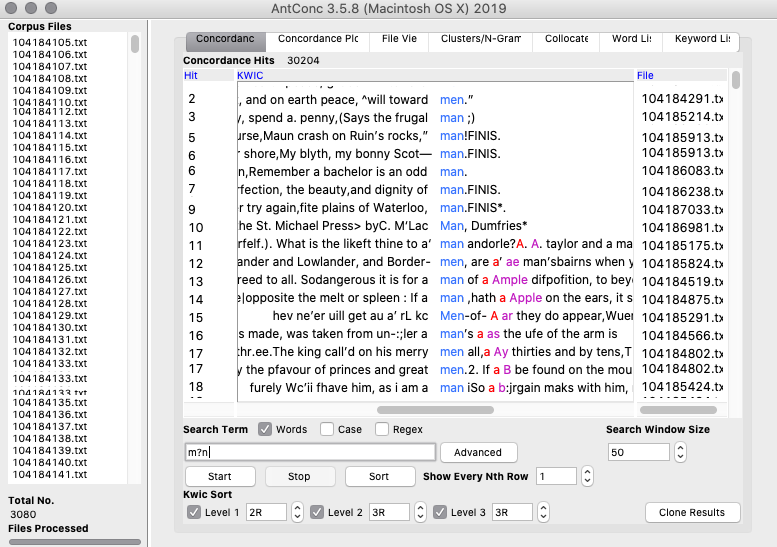 AntConc 3.5.8 (Macintosh OS X) 2019
Corpus Files
104184105.txt
104184106.txt
104184107.txt
104184108.txt
104184109.txt
104184110.txt
104184112.txt
104184113.txt
104184114.txt
104184115.txt
104184116.txt
104184117.txt
104184118.txt
104184119.txt
104184120.txt
104184121.txt
104184122.txt
104184123.txt
104184124.txt
104184125.txt
104184126.txt
104184127.txt
104184128.txt
104184129.txt
104184130.txt
104184131.txt
104184132.txt
104184133.txt
104184133.txt
104184133.txt
104184135.txt
104184136.txt
104184137.txt
104184138.txt
104184139.txt
104184140.txt
104184141.txt
Total No.
3080
Files Processed
Concordanc Concordance Plc File Vie Clusters/N-Gram Collocate Word Lis Keyword Lis
Concordance Hits 30204
Hit KWIC File
2 , and on earth peace, ^will toward men.” 104184291.tx
3 y, spend a. penny,(Says the frugal man ;) 104185214.tx
5 urse,Maun crash on Ruin's rocks,” man!FINIS. 104185913.tx
6 r shore,My blyth, my bonny Scot— man.FINIS. 104185913.tx
6 n,Remember a bachelor is an odd man. 104186083.tx
7 rfection, the beauty,and dignity of man.FINIS. 104186238.tx
9 r try again,fite plains of Waterloo, man.FINIS*. 104187033.tx
10 the St. Michael Press> byC. M'Lac Man, Dumfries* 104186981.tx
11 rfelf.). What is the likeft thine to a' man andorle?A. A. taylor and a ma 104185175.tx
12 ander and Lowlander, and Border- men, are a' ae man'sbairns when y 104185824.tx
13 reed to all. Sodangerous it is for a man of a Ample difpofition, to bey 104184519.tx
14 e|opposite the melt or spleen : If a man ,hath a Apple on the ears, it s 104184875.tx
15 hev ne'er uill get au a' rL kc Men-of- A ar they do appear,Wuer 104185291.tx
16 s made, was taken from un-:;ler a man's a as the ufe of the arm is 104184566.tx
17 thr.ee.The king call'd on his merry men all,a Ay thirties and by tens,T 104184802.tx
17 y the pfavour of princes and great men.2. If a B be found on the mou 104184802.tx
18 furely Wc'ii fhave him, as i am a man iSo a b:jrgain maks with him, 104185424.tx
Search Term Words Case Regex Search Window Size
m?n Advanced 50
Start Stop Sort Show Every Nth Row 1
Kwic Sort
Level 1 2R Level 2 3R Level 3 3R Clone Results